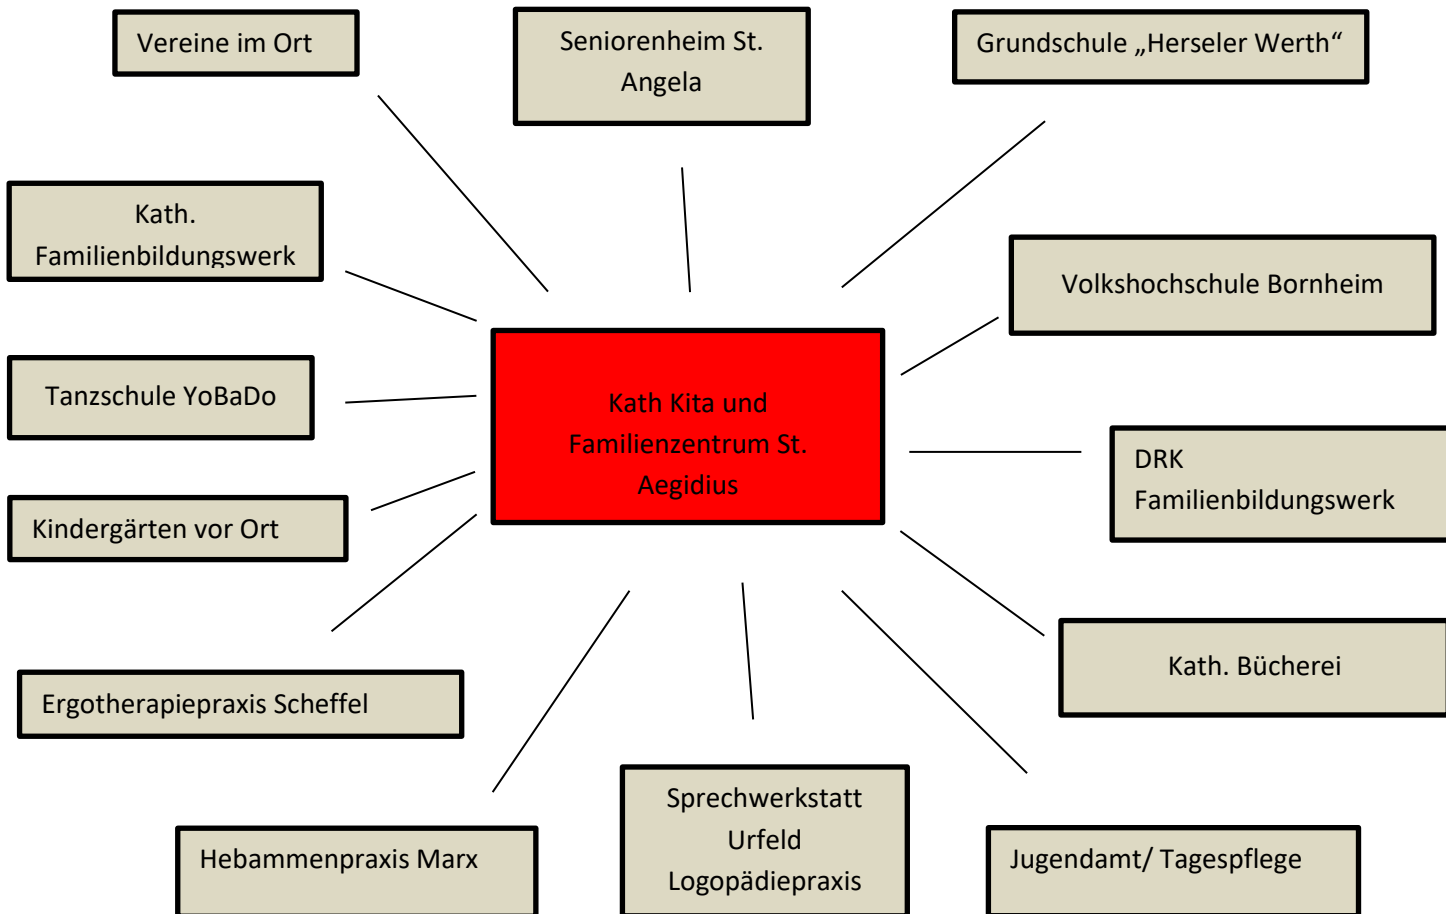 Vereine im Ort
Seniorenheim St.
Angela
Grundschule „Herseler Werth“
Kath.
Familienbildungswerk
Volkshochschule Bornheim
Tanzschule YoBaDo
Kath Kita und
Familienzentrum St.
Aegidius
DRK
Familienbildungswerk
Kindergärten vor Ort
Kath. Bücherei
Ergotherapiepraxis Scheffel
Sprechwerkstatt
Urfeld
Logopädiepraxis
Hebammenpraxis Marx
Jugendamt/ Tagespflege